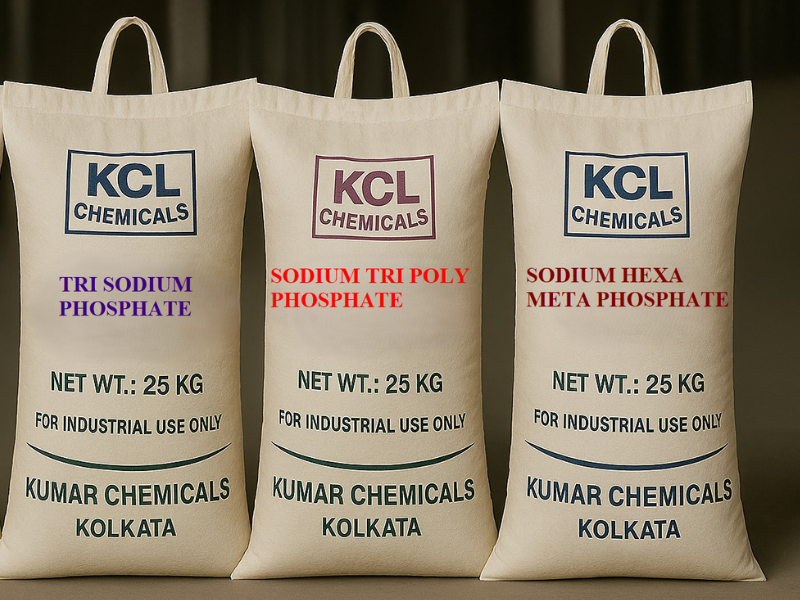 KCL
CHEMICALS
TRI SODIUM
PHOSPHATE
NET WT.: 25 KG
FOR INDUSTRIAL USE ONLY
KUMAR CHEMICALS
KOLKATA
KCL
CHEMICALS
SODIUM TRI POLY
PHOSPHATE
NET WT.: 25 KG
FOR INDUSTRIAL USE ONLY
KUMAR CHEMICALS
KOLKATA
KCL
CHEMICALS
SODIUM HEXA
META PHOSPHATE
NET WT.: 25 KG
FOR INDUSTRIAL USE ONLY
KUMAR CHEMICALS
KOLKATA